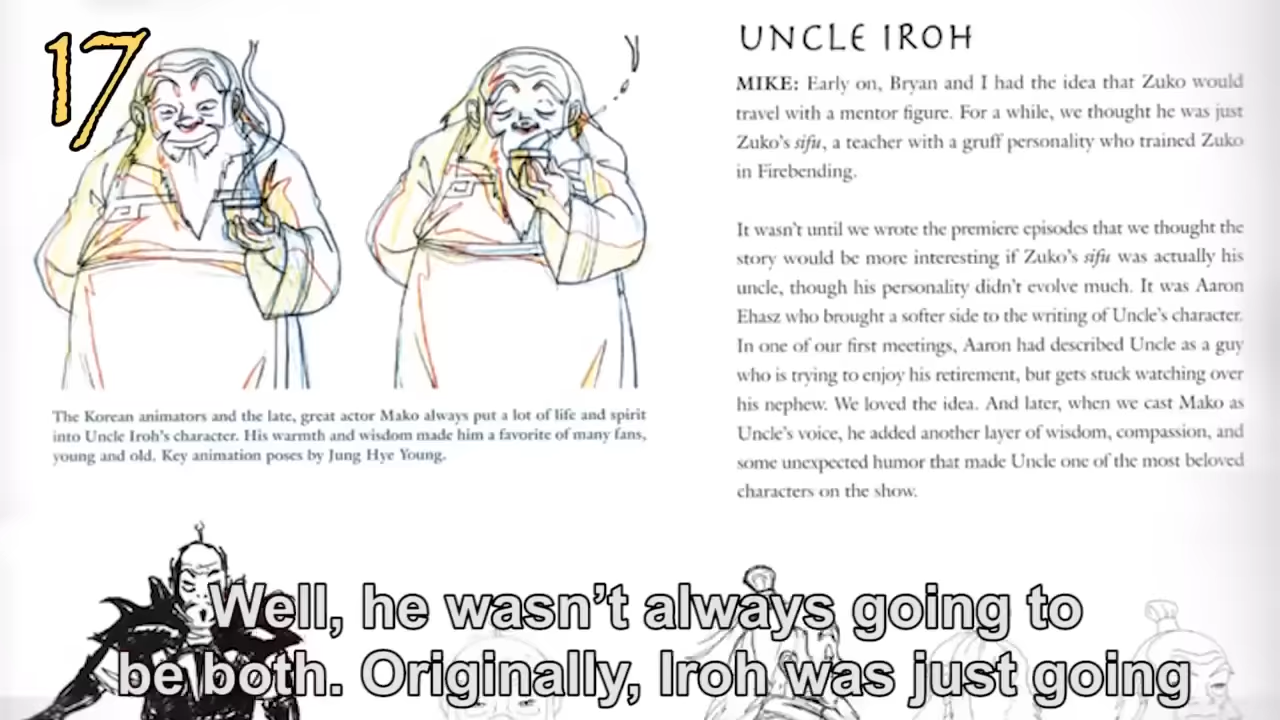 17
UNCLE IROH
MIKE: Early on, Bryan and I had the idea that Zuko would
travel with a mentor figure. For a while, we thought he was just
Zuko's sifu, a teacher with a gruff personality who trained Zuko
in Firebending.
It wasn't until we wrote the premiere episodes that we thought the
story would be more interesting if Zuko's sifu was actually his
uncle, though his personality didn't evolve much. It was Aaron
Ehasz who brought a softer side to the writing of Uncle's character.
In one of our first meetings, Aaron had described Uncle as a guy
who is trying to enjoy his retirement, but gets stuck watching over
his nephew. We loved the idea. And later, when we cast Mako as
Uncle's voice, he added another layer of wisdom, compassion, and
some unexpected humor that made Uncle one of the most beloved
characters on the show.
The Korean animators and the late, great actor Mako always put a lot of life and spirit
into Uncle Iroh's character. His warmth and wisdom made him a favorite of many fans,
young and old. Key animation poses by Jung Hye Young.
Well, he wasn't always going to
be both. Originally, Iroh was just going